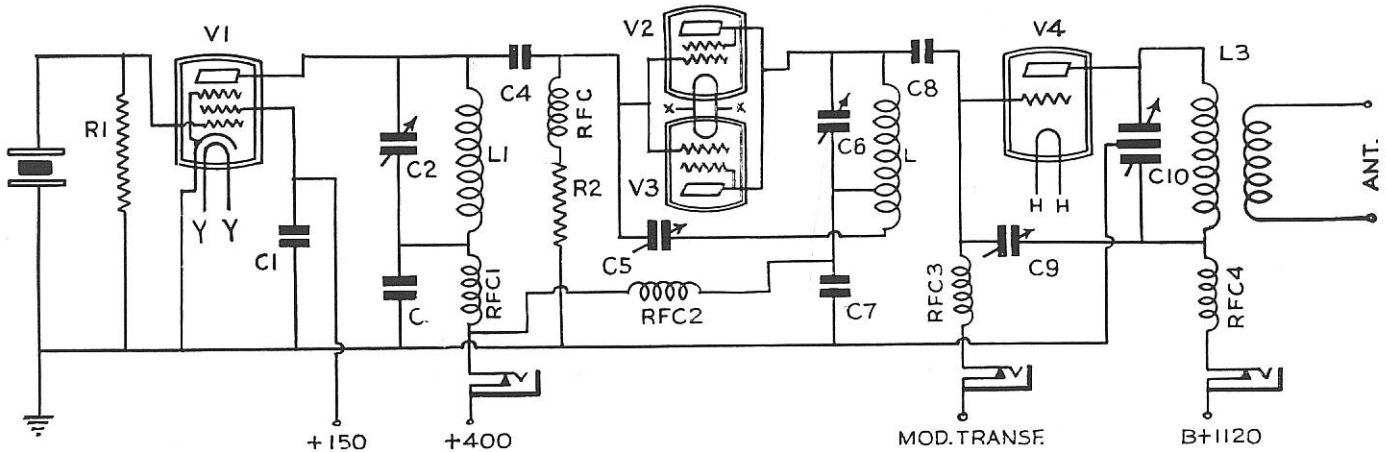 V1
V2
V4
L3
R1
C4
RFC
C8
C2
L1
C6
L
R2
V3
x
x
C10
ANT.
Y Y
H H
C1
C5
C9
C.
RFC1
RFC2
C7
RFC3
RFC4
+150
+400
MOD. TRANSF.
B+1120